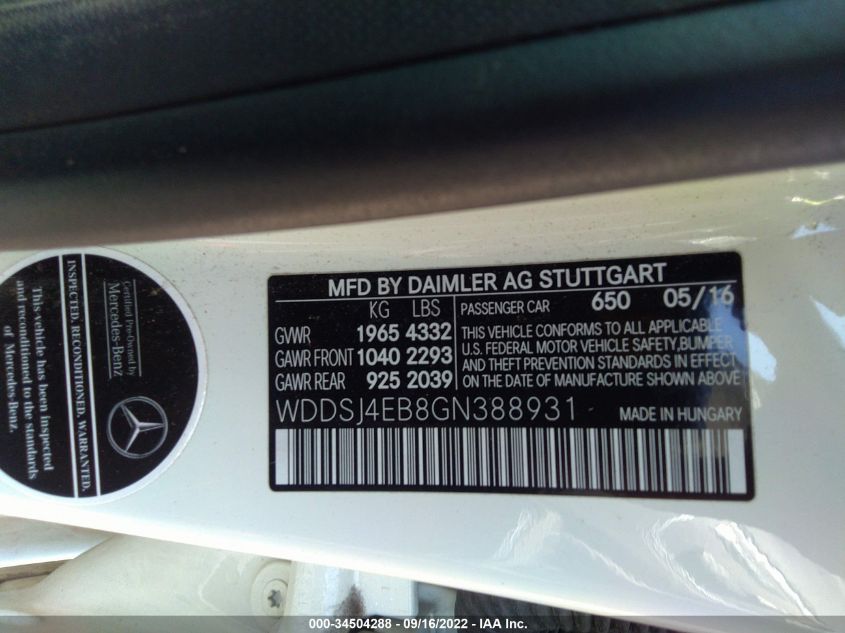 MFD BY DAIMLER AG STUTTGART
KG LBS
GVWR 1965 4332
GAWR FRONT 1040 2293
GAWR REAR 925 2039
PASSENGER CAR 650 05/16
THIS VEHICLE CONFORMS TO ALL APPLICABLE
U.S. FEDERAL MOTOR VEHICLE SAFETY, BUMPER,
AND THEFT PREVENTION STANDARDS IN EFFECT
ON THE DATE OF MANUFACTURE SHOWN ABOVE
WDDSJ4EB8GN388931 MADE IN HUNGARY
Certified Pre-Owned by
Mercedes-Benz
INSPECTED. RECONDITIONED. WARRANTED.
This vehicle has been inspected
and reconditioned to the standards
of Mercedes-Benz.
000-34504288 - 09/16/2022 - IAA Inc.